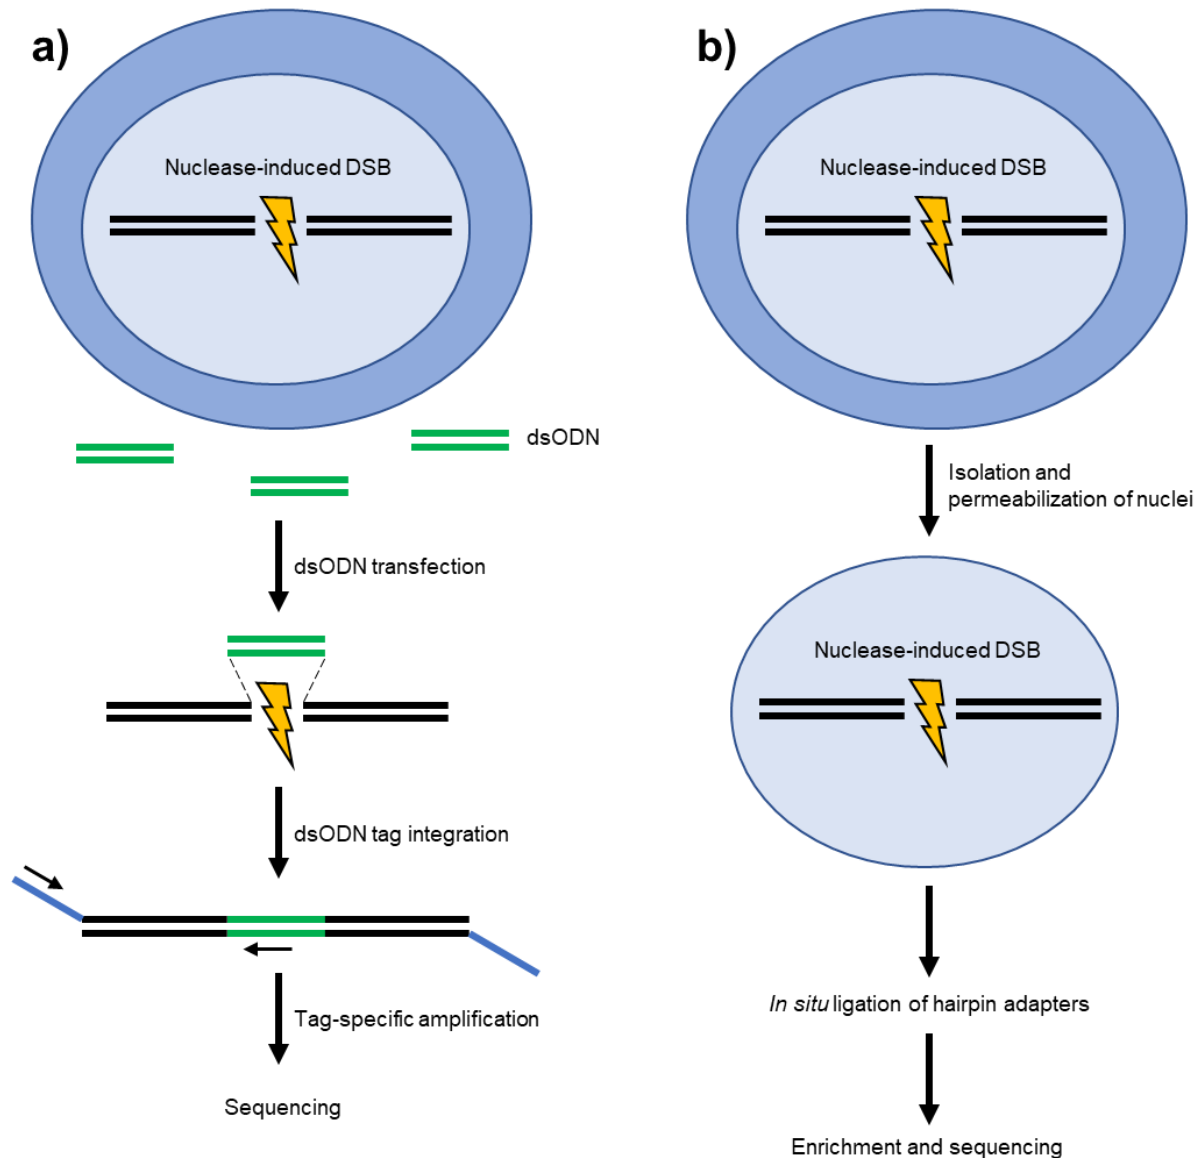 a)
Nuclease-induced DSB
dsODN
dsODN transfection
dsODN tag integration
Tag-specific amplification
Sequencing
b)
Nuclease-induced DSB
Isolation and
permeabilization of nuclei
Nuclease-induced DSB
In situ ligation of hairpin adapters
Enrichment and sequencing